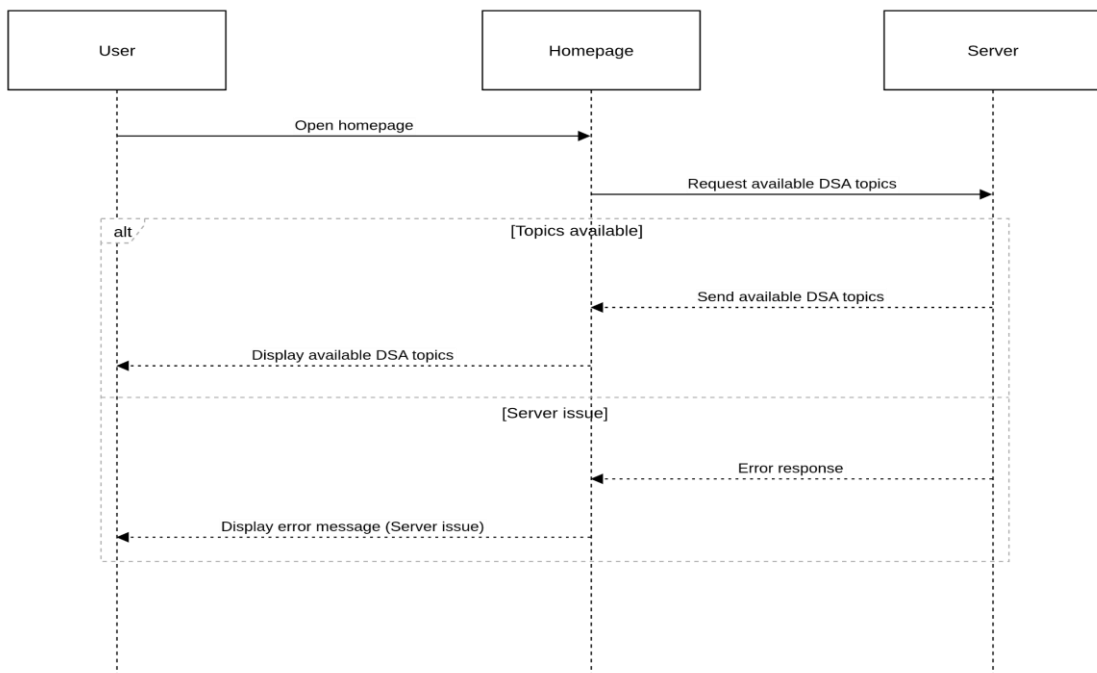 User
Homepage
Server
Open homepage
Request available DSA topics
alt
[Topics available]
Send available DSA topics
Display available DSA topics
[Server issue]
Error response
Display error message (Server issue)